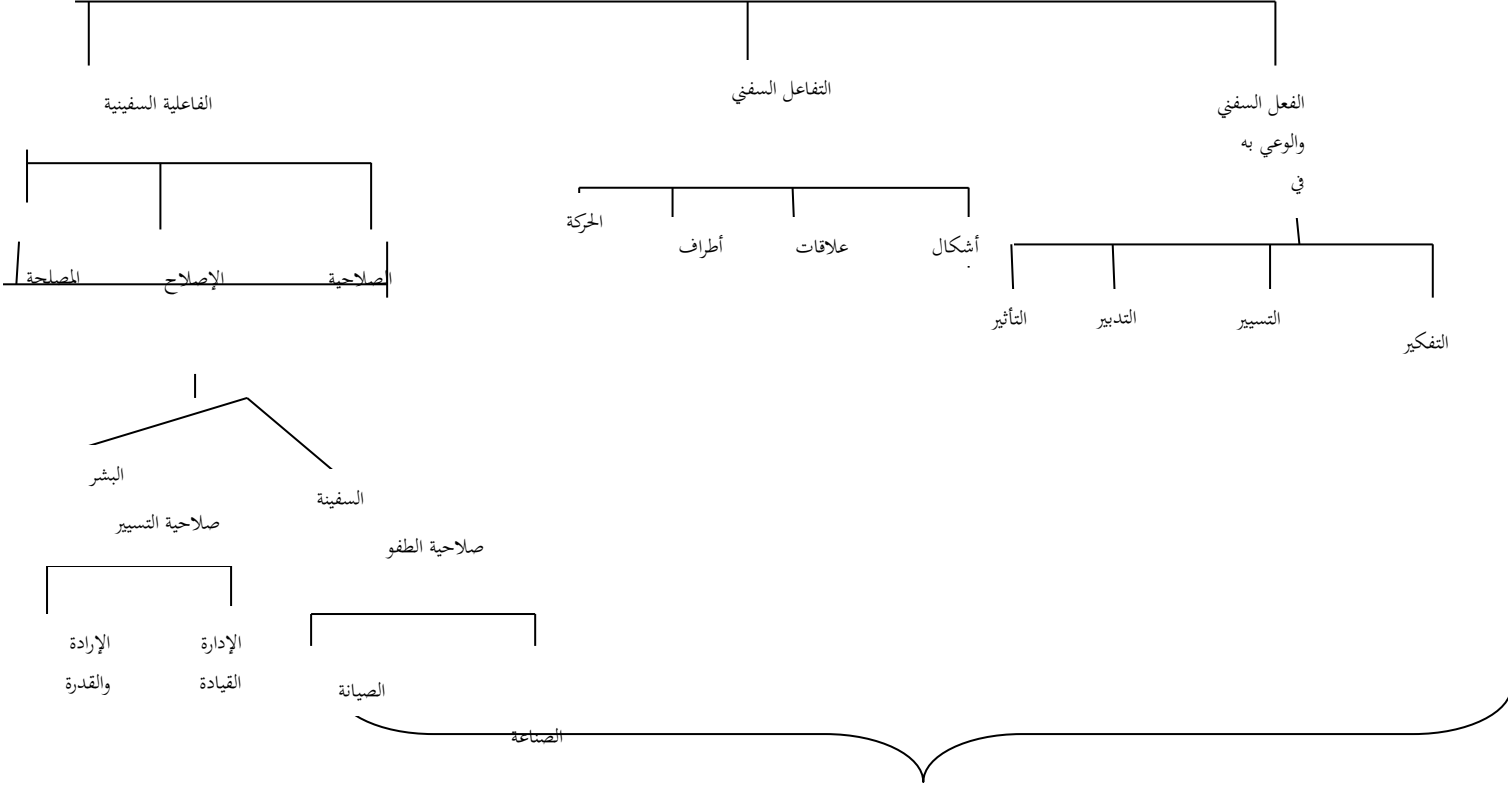 الفعل السفني
والوعي به
في
التفكير
التسيير
التدبير
التأثير
التفاعل السفني
أشكال
علاقات
أطراف
الحركة
الفاعلية السفينية
الصلاحية
الإصلاح
المصلحة
السفينة
صلاحية الطفو
الصناعة
الصيانة
البشر
صلاحية التسيير
الإدارة
القيادة
الإرادة
والقدرة